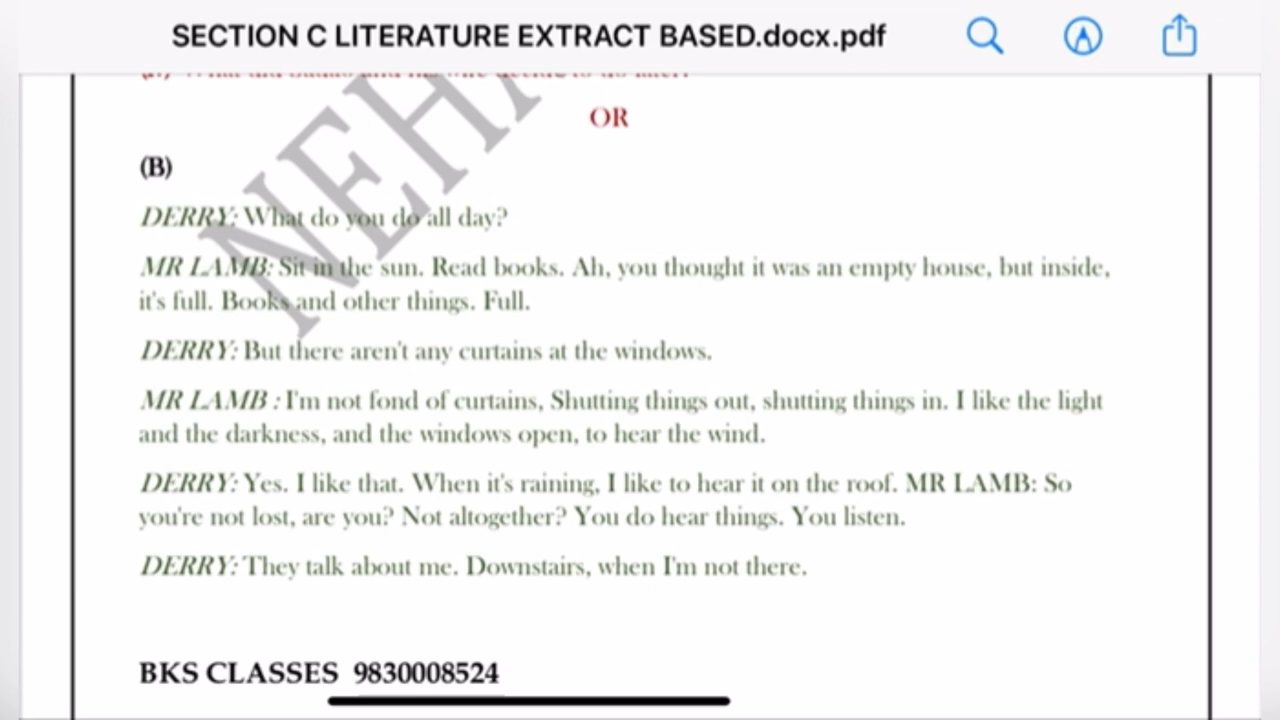 SECTION C LITERATURE EXTRACT BASED.docx.pdf
OR
(B)
DERRY: What do you do all day?
MR LAMB: Sit in the sun. Read books. Ah, you thought it was an empty house, but inside,
it's full. Books and other things. Full.
DERRY: But there aren't any curtains at the windows.
MR LAMB : I'm not fond of curtains, Shutting things out, shutting things in. I like the light
and the darkness, and the windows open, to hear the wind.
DERRY: Yes. I like that. When it's raining, I like to hear it on the roof. MR LAMB: So
you're not lost, are you? Not altogether? You do hear things. You listen.
DERRY: They talk about me. Downstairs, when I'm not there.
BKS CLASSES 9830008524